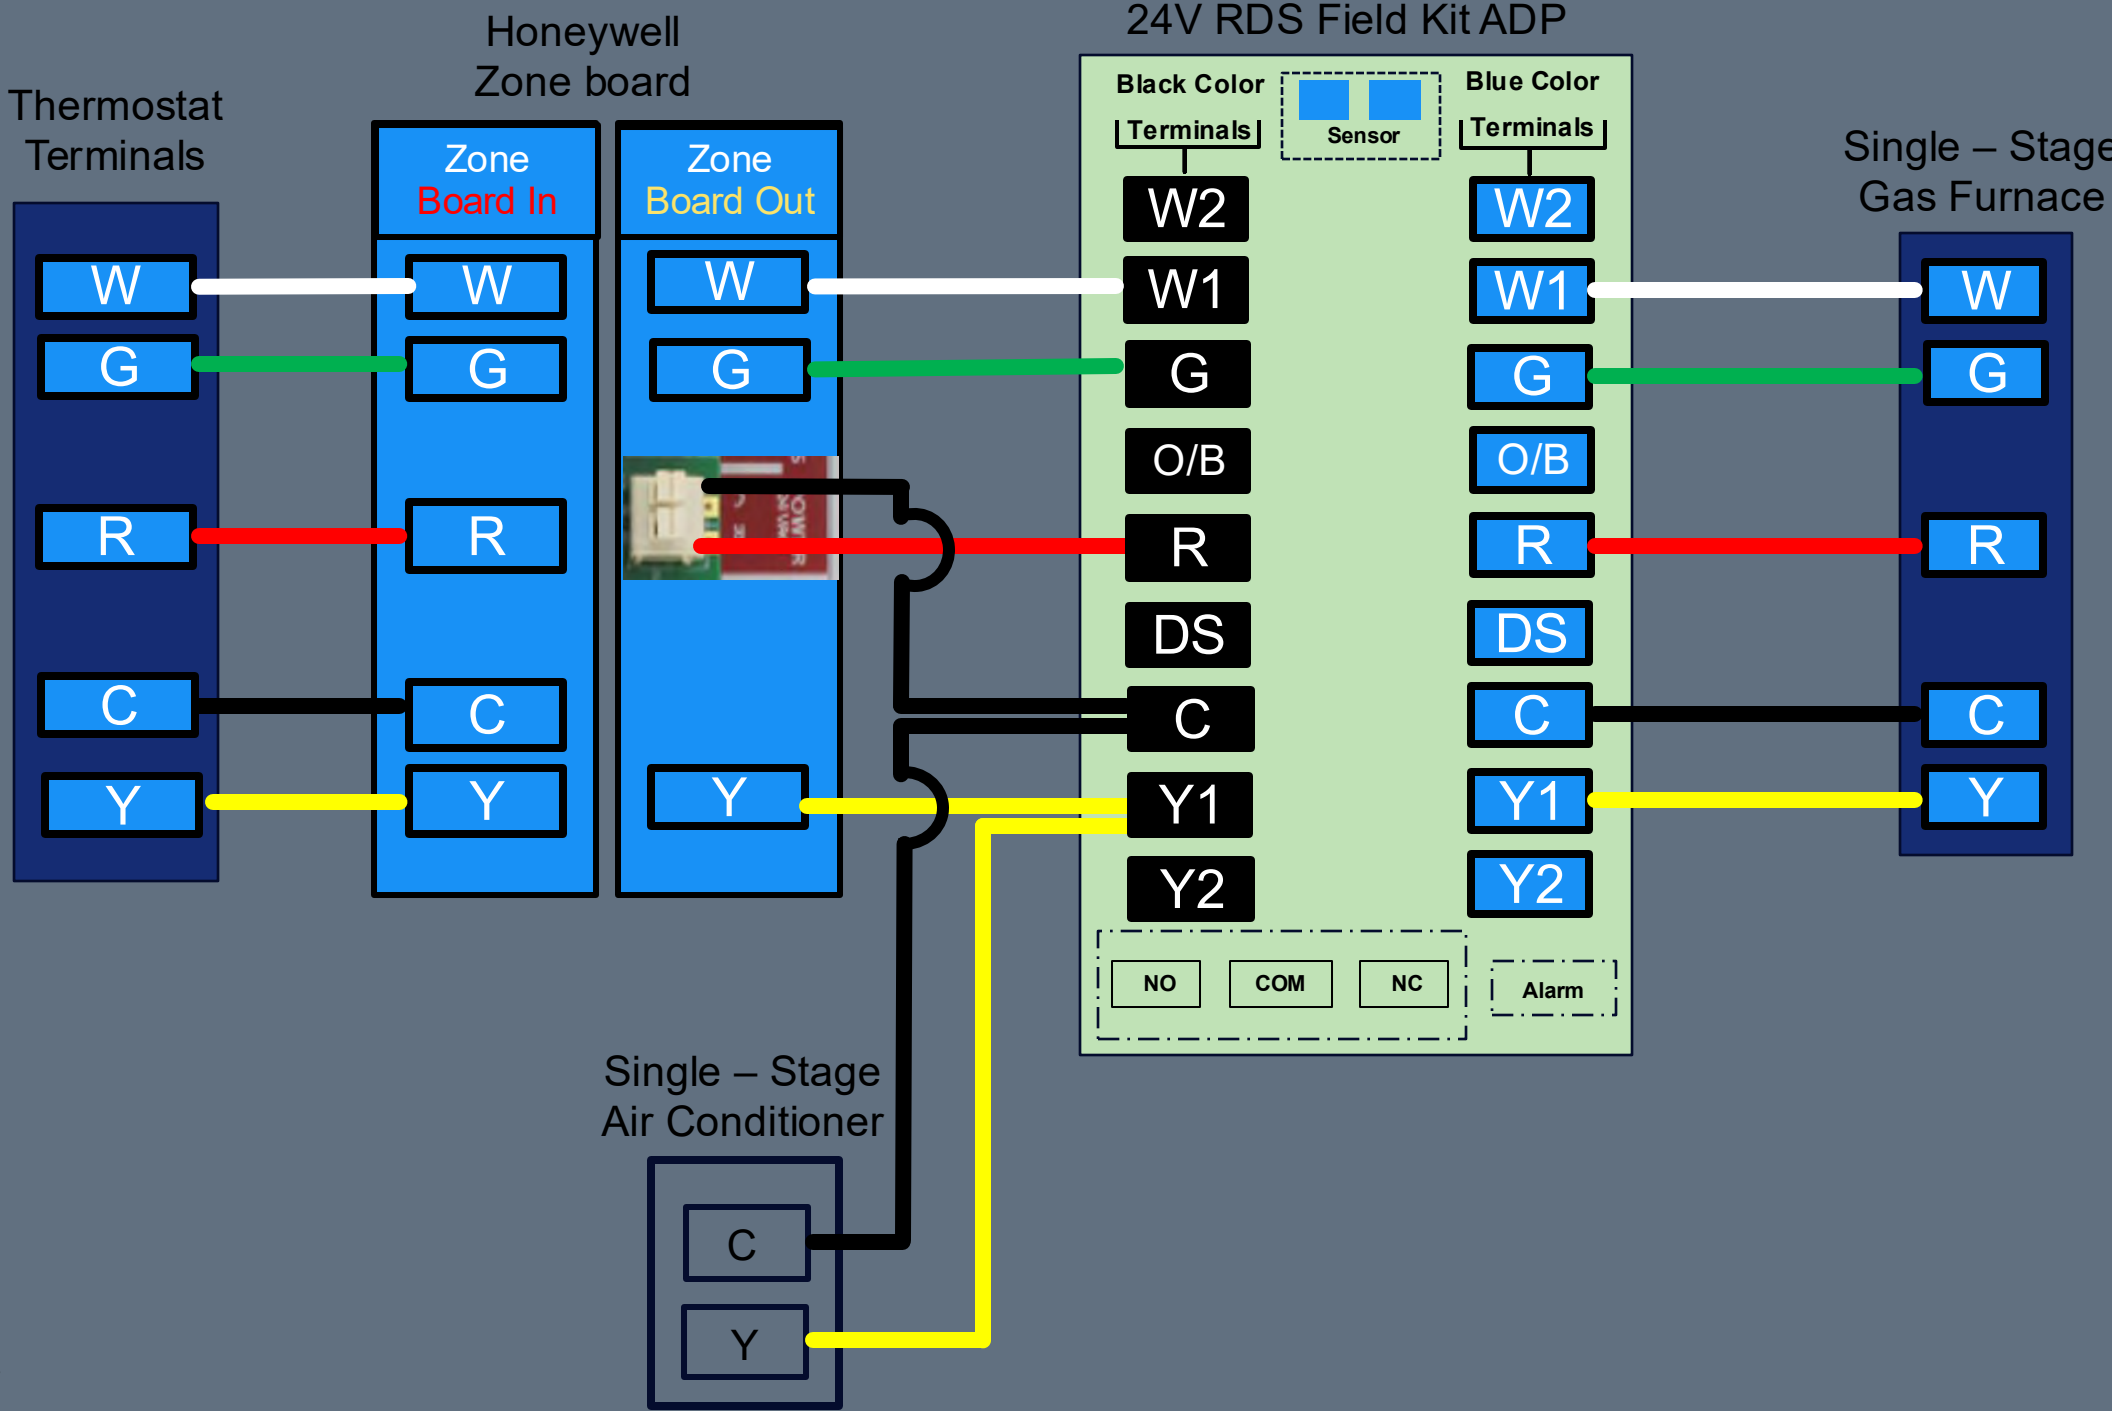 24V RDS Field Kit ADP
Honeywell
Zone board
Thermostat
Terminals
Zone
Board In
Zone
Board Out
Black Color
Terminals
Sensor
Blue Color
Terminals
Single – Stage
Gas Furnace
W
G
R
C
Y
W
G
R
C
Y
W
G
Y
W2
W1
G
O/B
R
DS
C
Y1
Y2
W2
W1
G
O/B
R
DS
C
Y1
Y2
W
G
R
C
Y
NO
COM
NC
Alarm
Single – Stage
Air Conditioner
C
Y